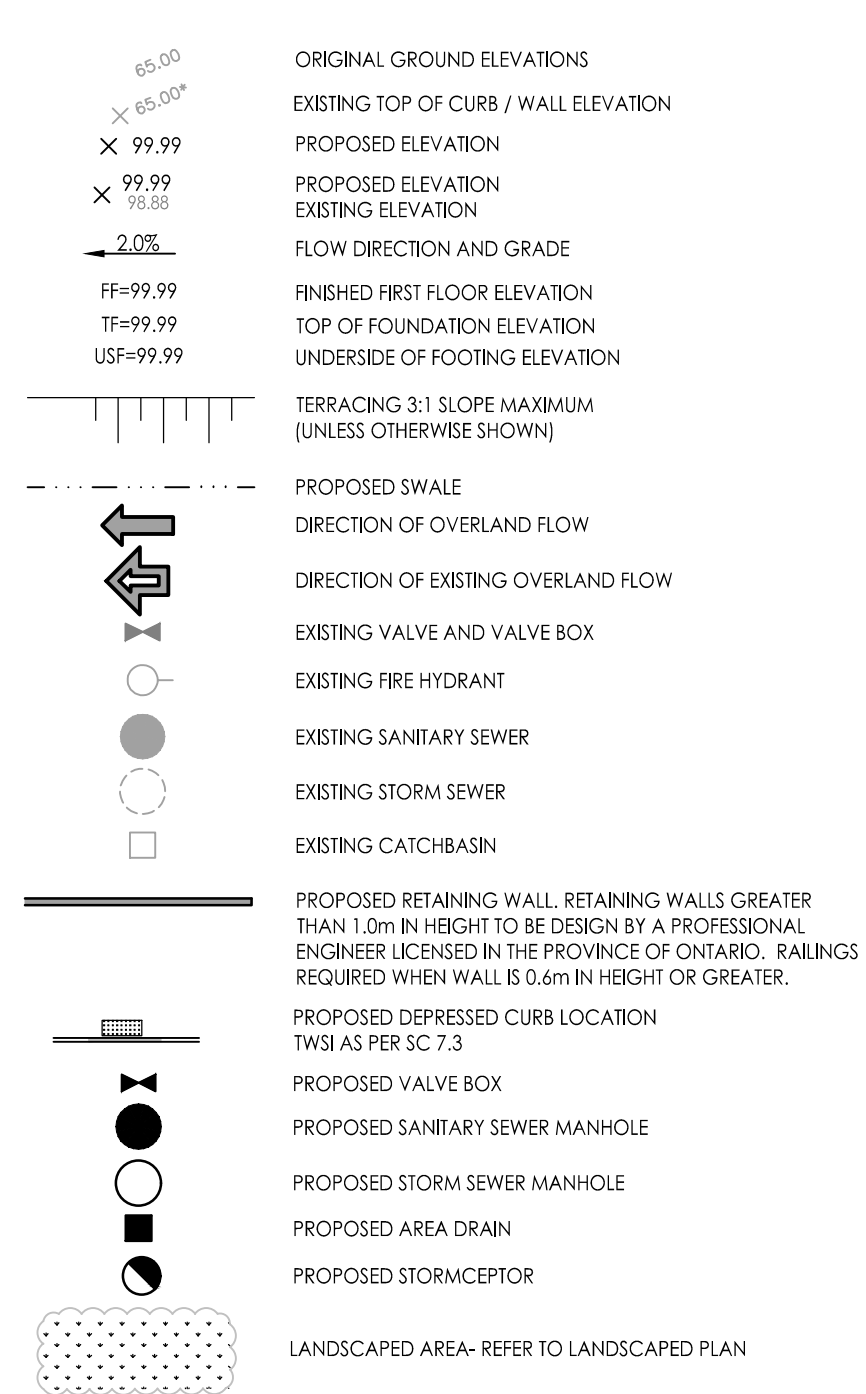 65.00 ORIGINAL GROUND ELEVATIONS
65.00* EXISTING TOP OF CURB / WALL ELEVATION
99.99 PROPOSED ELEVATION
99.99 PROPOSED ELEVATION
98.88 EXISTING ELEVATION
2.0% FLOW DIRECTION AND GRADE
FF=99.99 FINISHED FIRST FLOOR ELEVATION
TF=99.99 TOP OF FOUNDATION ELEVATION
USF=99.99 UNDERSIDE OF FOOTING ELEVATION
TERRACING 3:1 SLOPE MAXIMUM
(UNLESS OTHERWISE SHOWN)
PROPOSED SWALE
DIRECTION OF OVERLAND FLOW
DIRECTION OF EXISTING OVERLAND FLOW
EXISTING VALVE AND VALVE BOX
EXISTING FIRE HYDRANT
EXISTING SANITARY SEWER
EXISTING STORM SEWER
EXISTING CATCHBASIN
PROPOSED RETAINING WALL. RETAINING WALLS GREATER
THAN 1.0m IN HEIGHT TO BE DESIGN BY A PROFESSIONAL
ENGINEER LICENSED IN THE PROVINCE OF ONTARIO. RAILINGS
REQUIRED WHEN WALL IS 0.6m IN HEIGHT OR GREATER.
PROPOSED DEPRESSED CURB LOCATION
TWSI AS PER SC 7.3
PROPOSED VALVE BOX
PROPOSED SANITARY SEWER MANHOLE
PROPOSED STORM SEWER MANHOLE
PROPOSED AREA DRAIN
PROPOSED STORMCEPTOR
LANDSCAPED AREA- REFER TO LANDSCAPED PLAN